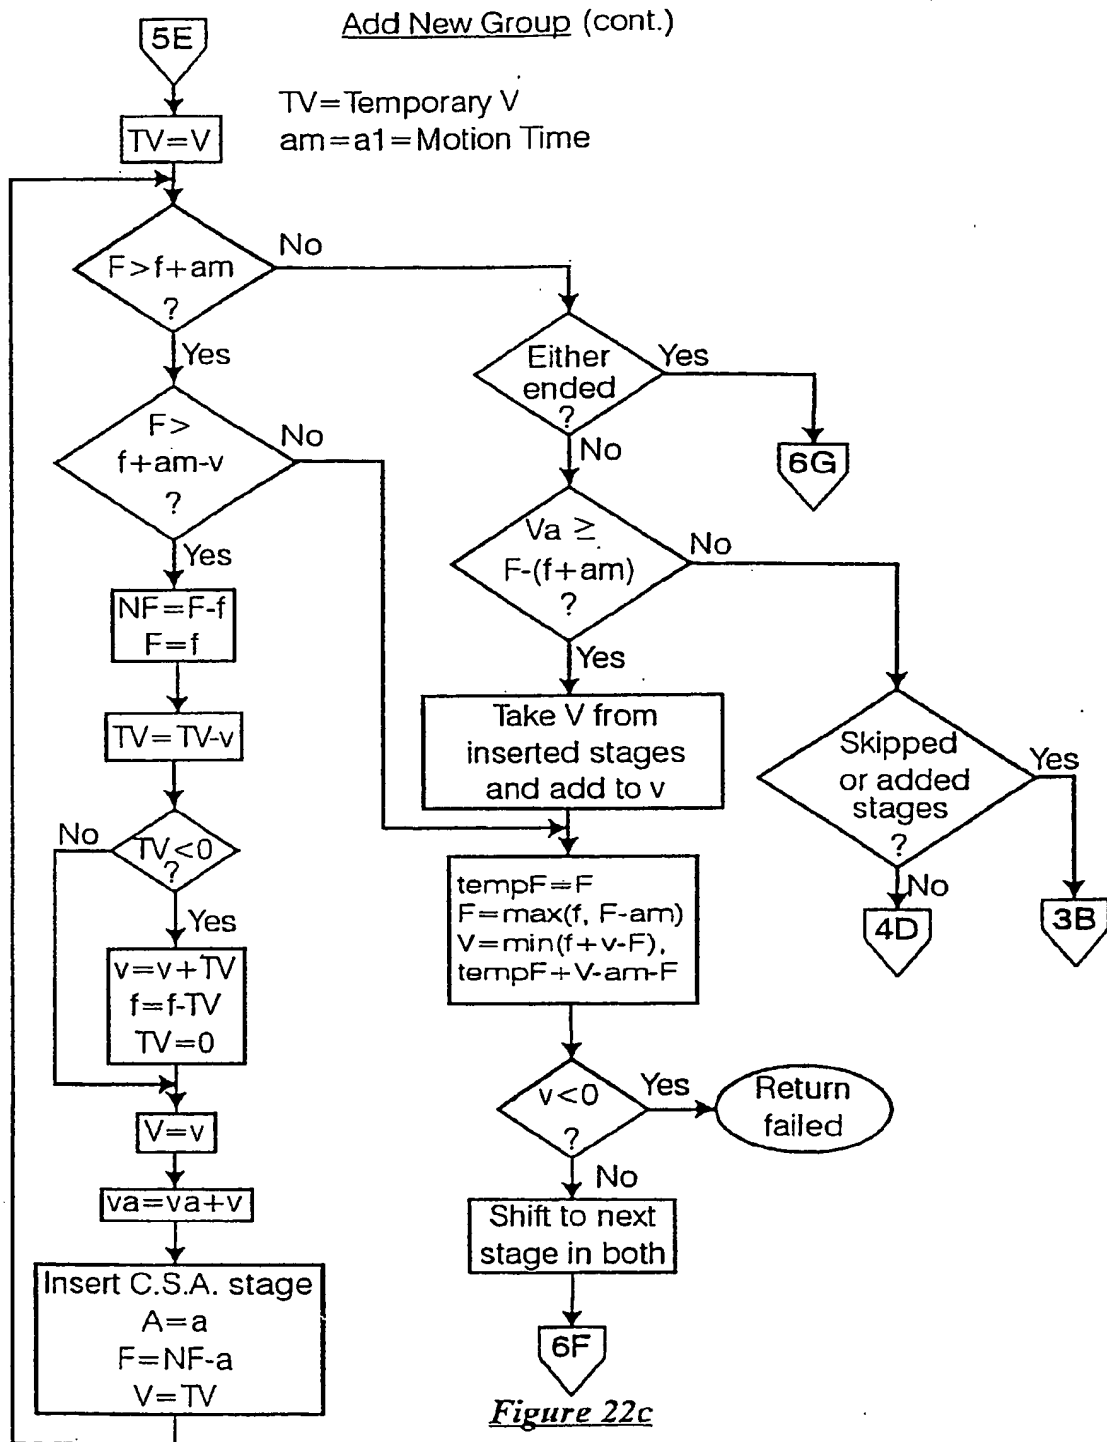 Add New Group (cont.)
5E
TV=Temporary V
am=a1=Motion Time
TV=V
F>f+am
?
No
Yes
Either
ended
?
Yes
No
6G
F>
f+am-v
?
No
Yes
Va ≥
F-(f+am)
?
No
Yes
NF=F-f
F=f
TV=TV-v
Take V from
inserted stages
and add to v
Skipped
or added
stages
?
Yes
No
4D
3B
TV<0
?
No
Yes
v=v+TV
f=f-TV
TV=0
tempF=F
F=max(f, F-am)
V=min(f+v-F),
tempF+V-am-F
V=v
va=va+v
v<0
?
Yes
Return
failed
No
Shift to next
stage in both
Insert C.S.A. stage
A=a
F=NF-a
V=TV
6F
Figure 22c